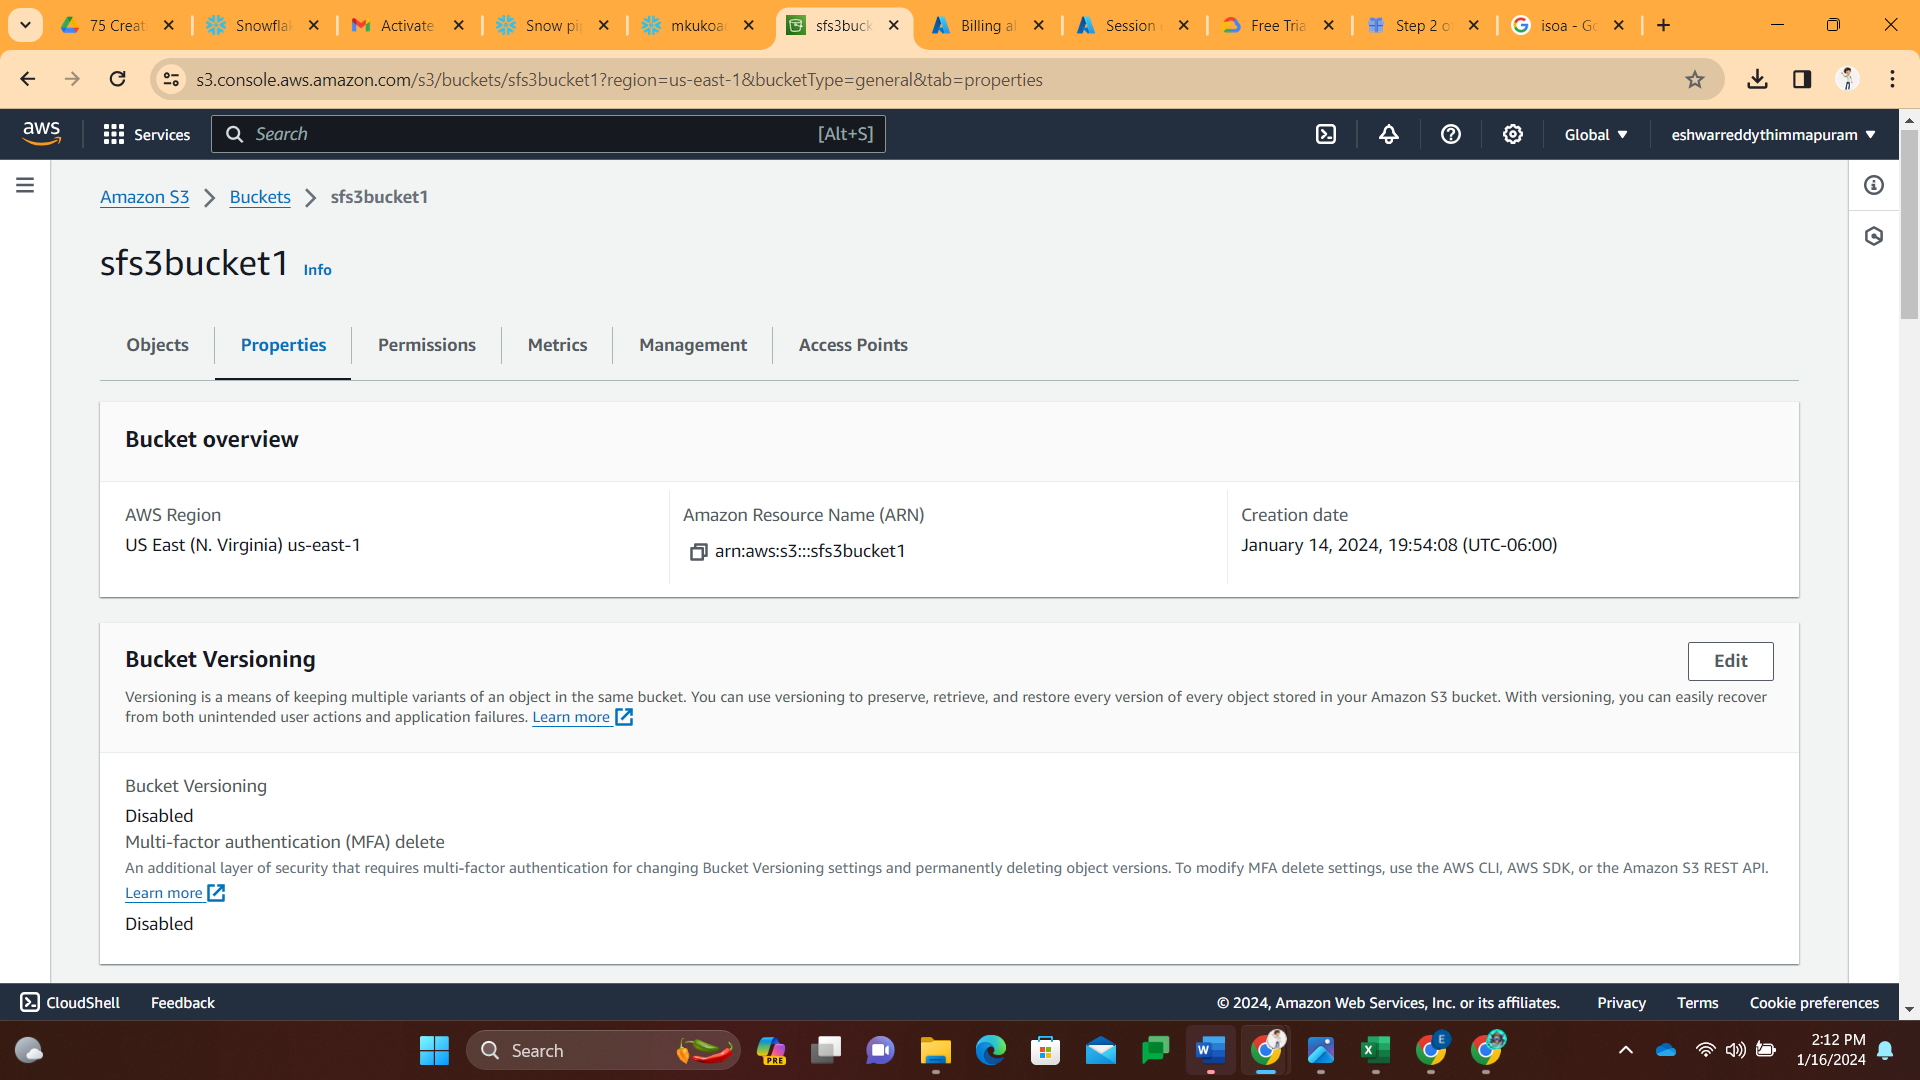 75 Creat
Snowflak
Activate
Snow pip
mkukoa
sfs3buck
Billing al
Session
Free Tria
Step 2 o
isoa - Go
s3.console.aws.amazon.com/s3/buckets/sfs3bucket1?region=us-east-1&bucketType=general&tab=properties
aws
Services
Search
[Alt+S]
Global
eshwarreddythimmapuram
Amazon S3 > Buckets > sfs3bucket1
sfs3bucket1 Info
Objects
Properties
Permissions
Metrics
Management
Access Points
Bucket overview
AWS Region
US East (N. Virginia) us-east-1
Amazon Resource Name (ARN)
arn:aws:s3:::sfs3bucket1
Creation date
January 14, 2024, 19:54:08 (UTC-06:00)
Bucket Versioning
Edit
Versioning is a means of keeping multiple variants of an object in the same bucket. You can use versioning to preserve, retrieve, and restore every version of every object stored in your Amazon S3 bucket. With versioning, you can easily recover
from both unintended user actions and application failures. Learn more
Bucket Versioning
Disabled
Multi-factor authentication (MFA) delete
An additional layer of security that requires multi-factor authentication for changing Bucket Versioning settings and permanently deleting object versions. To modify MFA delete settings, use the AWS CLI, AWS SDK, or the Amazon S3 REST API.
Learn more
Disabled
CloudShell
Feedback
© 2024, Amazon Web Services, Inc. or its affiliates.
Privacy
Terms
Cookie preferences
Search
PRE
2:12 PM
1/16/2024